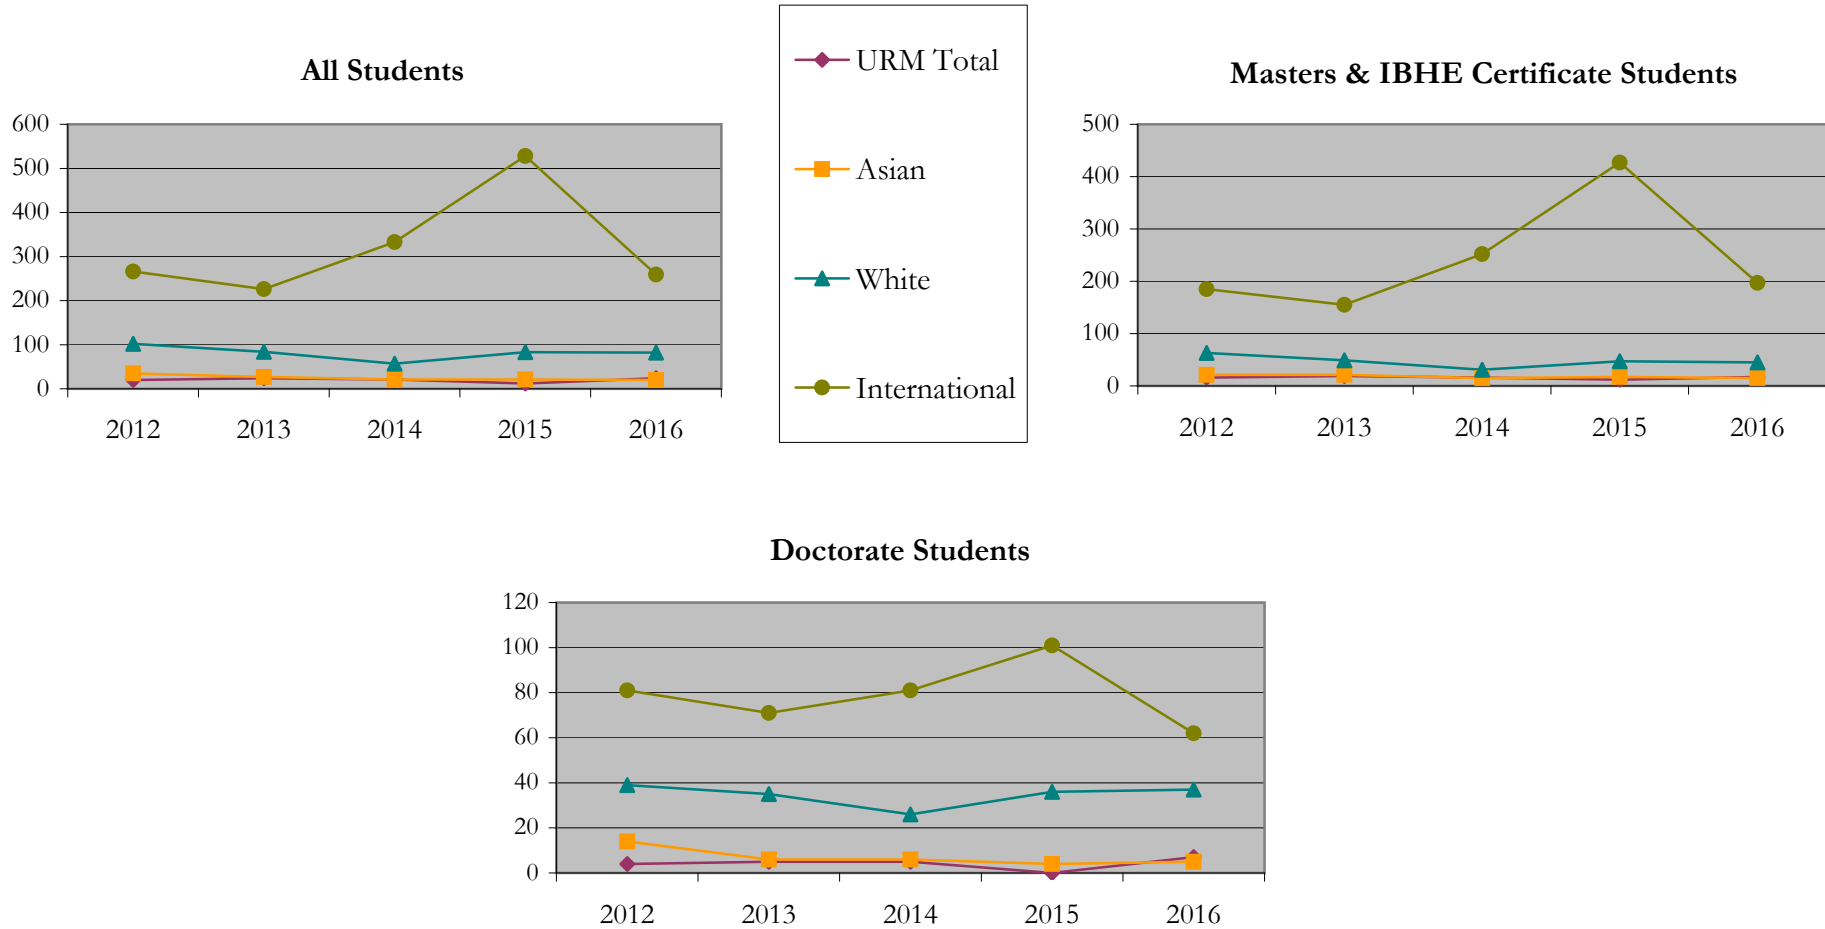 All Students
600
500
400
300
200
100
0
2012 2013 2014 2015 2016
URM Total
Asian
White
International
Masters & IBHE Certificate Students
500
400
300
200
100
0
2012 2013 2014 2015 2016
Doctorate Students
120
100
80
60
40
20
0
2012 2013 2014 2015 2016